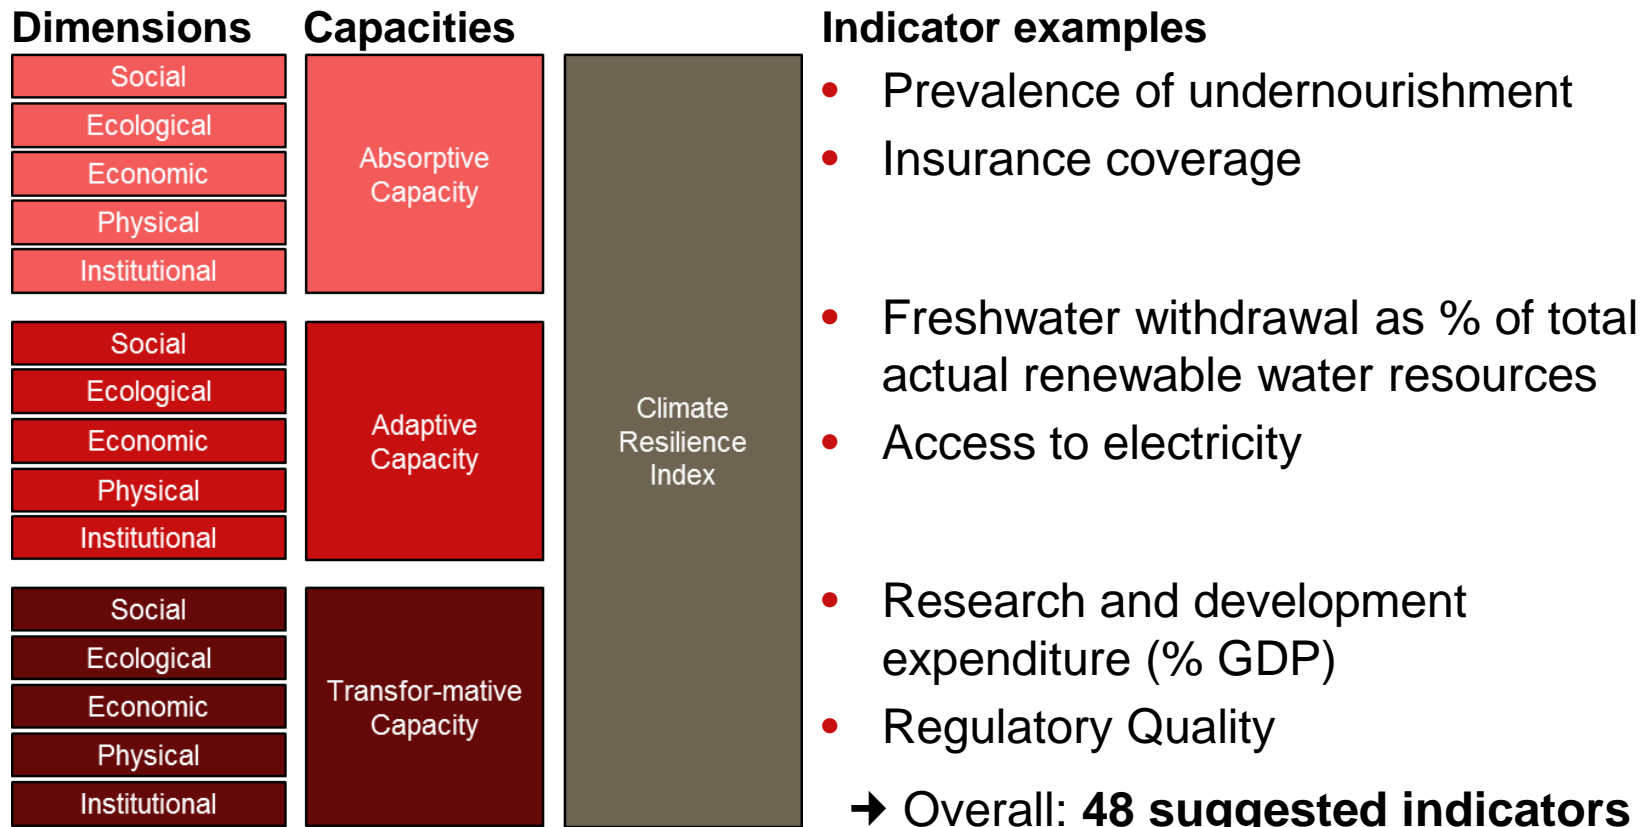 Dimensions
Capacities
Indicator examples
Social
Ecological
Economic
Physical
Institutional
Absorptive
Capacity
• Prevalence of undernourishment
• Insurance coverage
Social
Ecological
Economic
Physical
Institutional
Adaptive
Capacity
• Freshwater withdrawal as % of total
actual renewable water resources
• Access to electricity
Social
Ecological
Economic
Physical
Institutional
Transfor-mative
Capacity
Climate
Resilience
Index
• Research and development
expenditure (% GDP)
• Regulatory Quality
➔ Overall: 48 suggested indicators